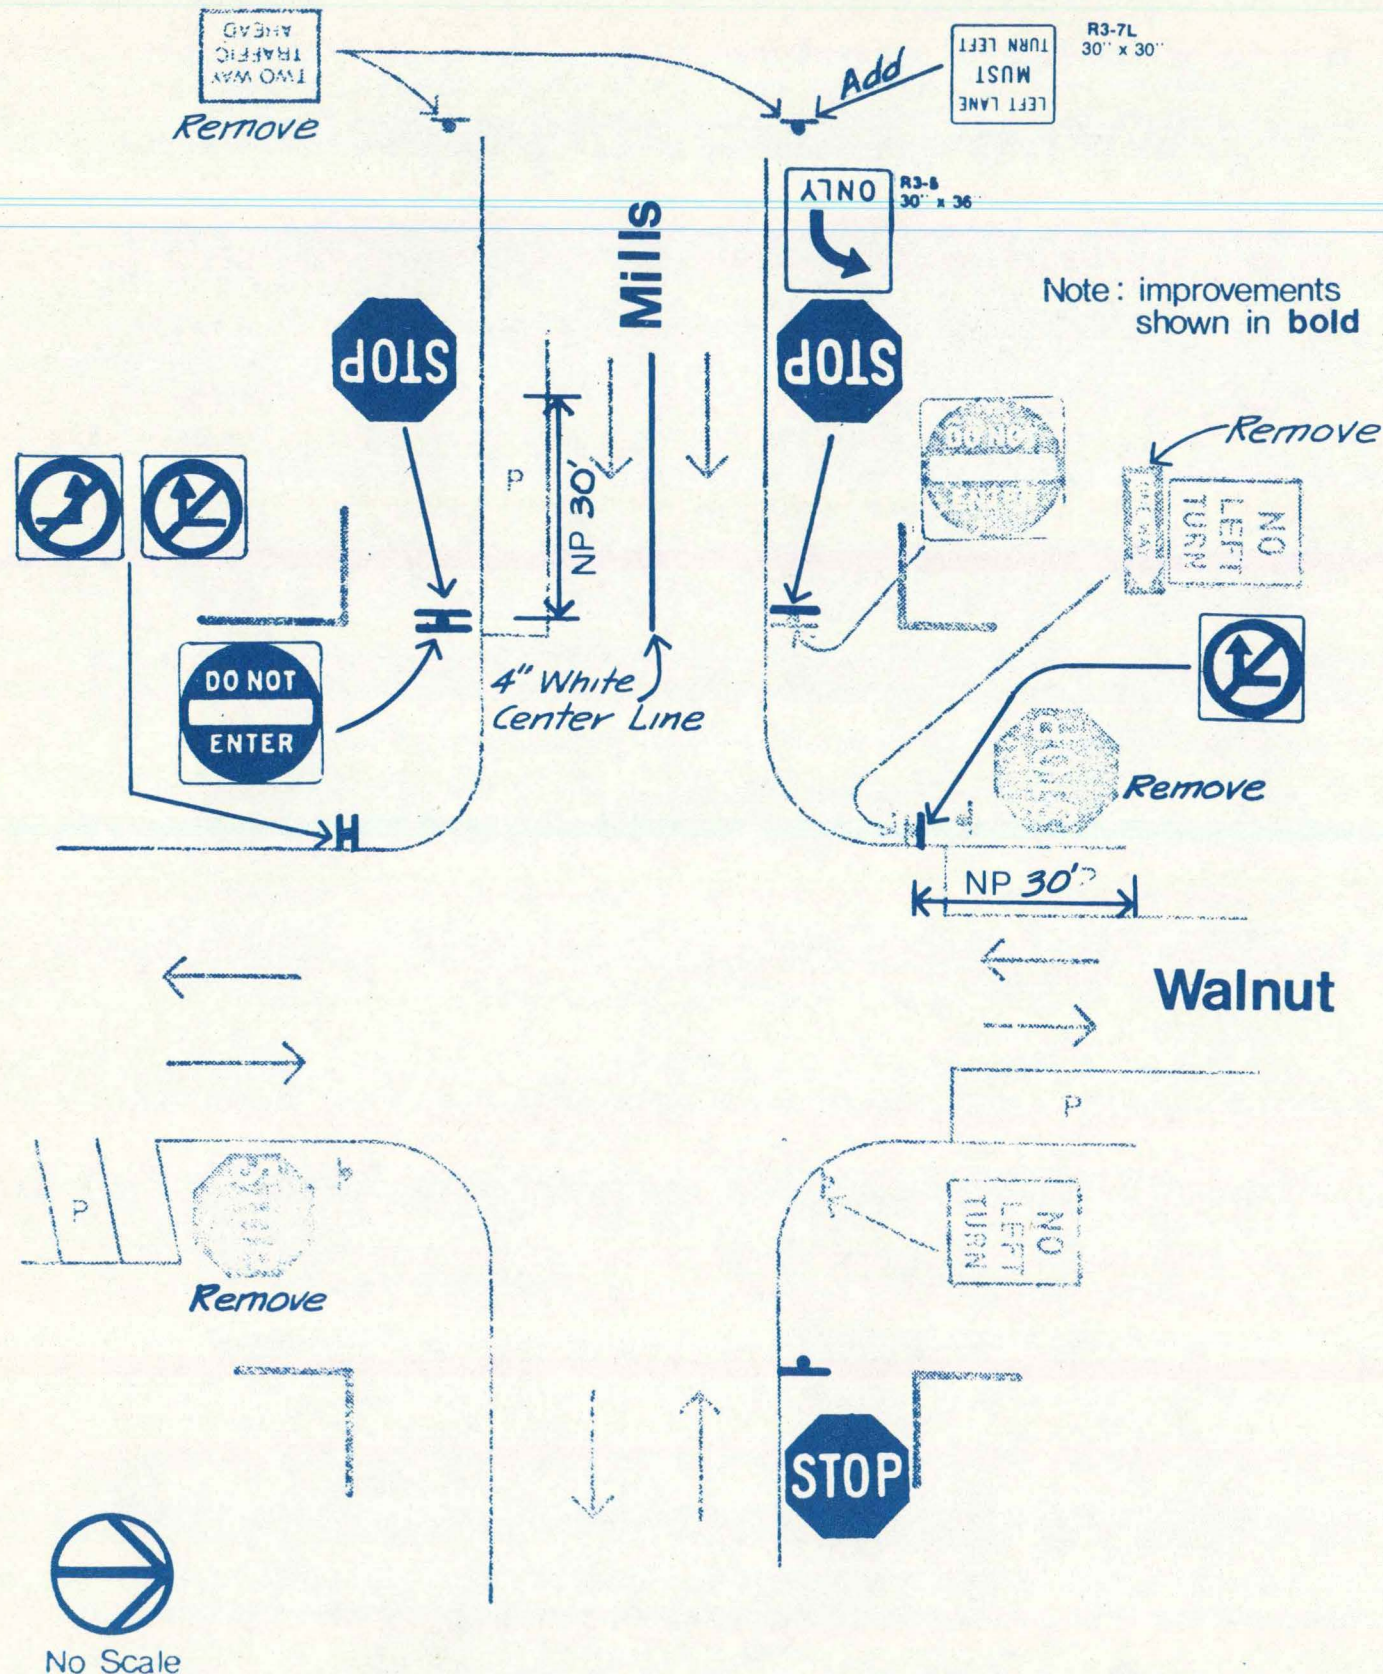 TWO WAY
TRAFFIC
AHEAD
Remove
Add
LEFT LANE
MUST
TURN LEFT
R3-7L
30'' x 30''
ONLY
30'' x 36''
Mills
Note: improvements
shown in bold
STOP
STOP
DO NOT
ENTER
Remove
NO
LEFT
TURN
P
NP 30'
DO NOT
ENTER
4" White
Center Line
Remove
NP 30'
Walnut
P
P
NO
LEFT
TURN
Remove
STOP
No Scale